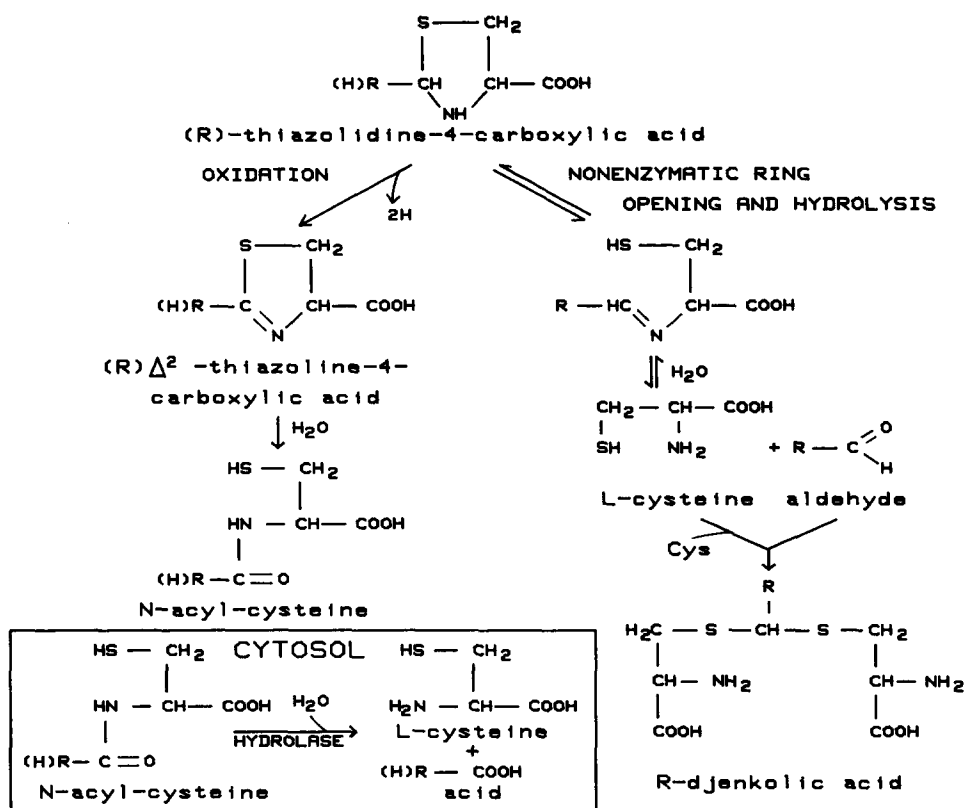 S — CH₂
(H)R — CH CH — COOH
NH
(R)-thiazolidine-4-carboxylic acid
OXIDATION
2H
NONENZYMATIC RING
OPENING AND HYDROLYSIS
S — CH₂
(H)R — C CH — COOH
N
(R)Δ² -thiazoline-4-
carboxylic acid
H₂O
HS — CH₂
HN — CH — COOH
(H)R — C = O
N-acyl-cysteine
HS — CH₂
R — HC CH — COOH
N
H₂O
CH₂ — CH — COOH
SH NH₂
+ R — C
O
H
L-cysteine aldehyde
Cys
R
H₂C — S — CH — S — CH₂
CH — NH₂ CH — NH₂
COOH COOH
R-djenkolic acid
CYTOSOL
HS — CH₂
HN — CH — COOH
(H)R — C = O
N-acyl-cysteine
H₂O
HYDROLASE
HS — CH₂
H₂N — CH — COOH
L-cysteine
+
(H)R — COOH
acid